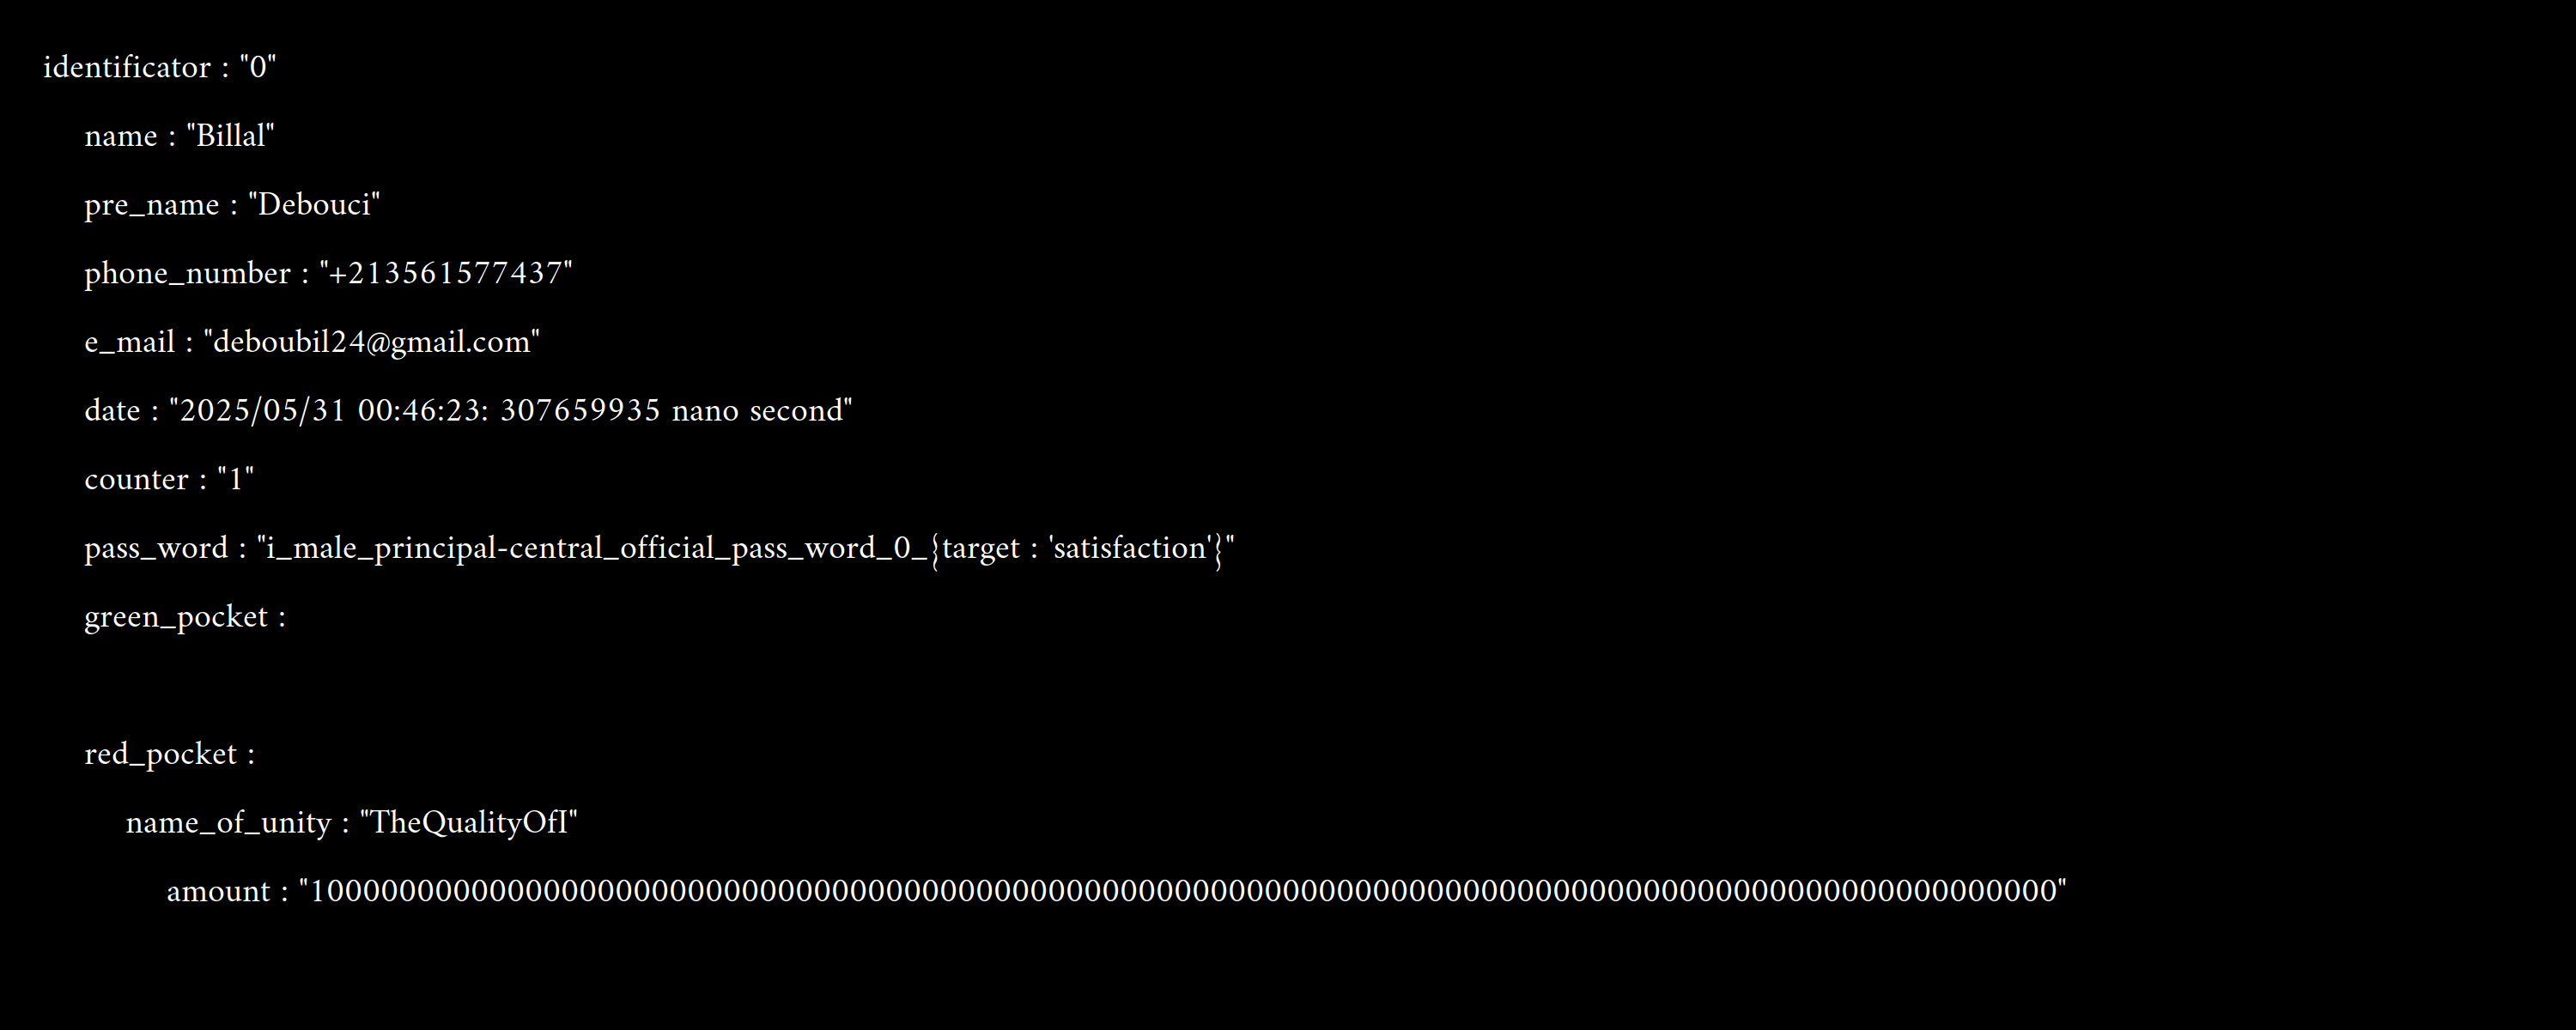 identificator : "0"
name : "Billal"
pre_name : "Debouci"
phone_number : "+213561577437"
e_mail : "deboubil24@gmail.com"
date : "2025/05/31 00:46:23: 307659935 nano second"
counter : "1"
pass_word : "i_male_principal-central_official_pass_word_0_{target : 'satisfaction'}"
green_pocket :
red_pocket :
name_of_unity : "TheQualityOfI"
amount : "1000000000000000000000000000000000000000000000000000000000000000000000000000000000000000000000000"